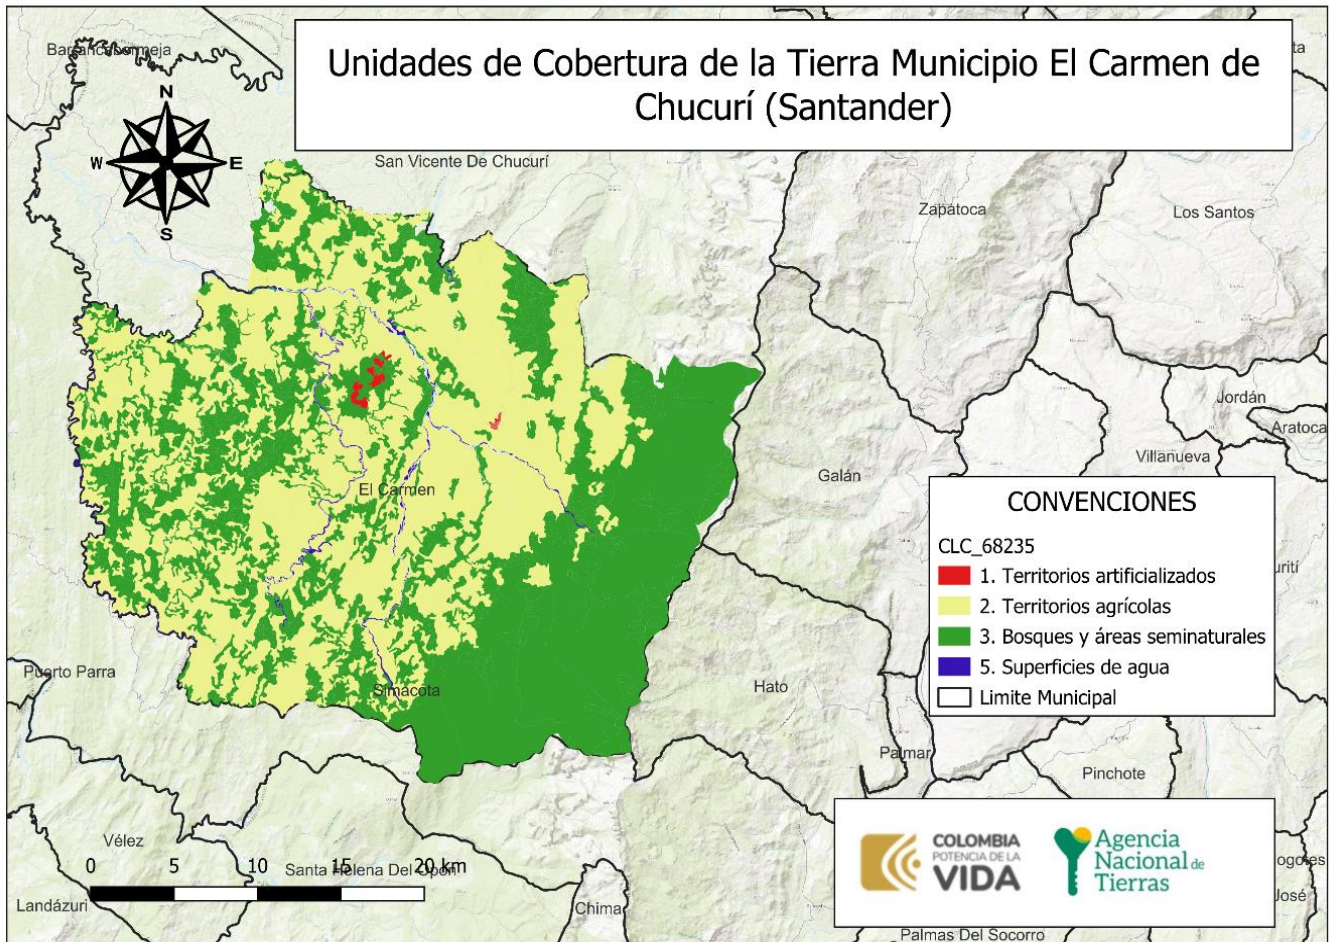 Unidades de Cobertura de la Tierra Municipio El Carmen de
Chucurí (Santander)
Barrancabermeja
N
W
E
S
San Vicente De Chucurí
Zapatoca
Los Santos
Jordán
Aratoca
Villanueva
Galán
El Carmen
CONVENCIONES
CLC_68235
1. Territorios artificializados
2. Territorios agrícolas
3. Bosques y áreas seminaturales
5. Superficies de agua
Limite Municipal
Puerto Parra
Simacota
Hato
Palmar
Pinchote
Vélez
0 5 10 15 20 km
Santa Helena Del Opón
Landázuri
Chima
COLOMBIA
POTENCIA DE LA
VIDA
Agencia
Nacional de
Tierras
José
Palmas Del Socorro